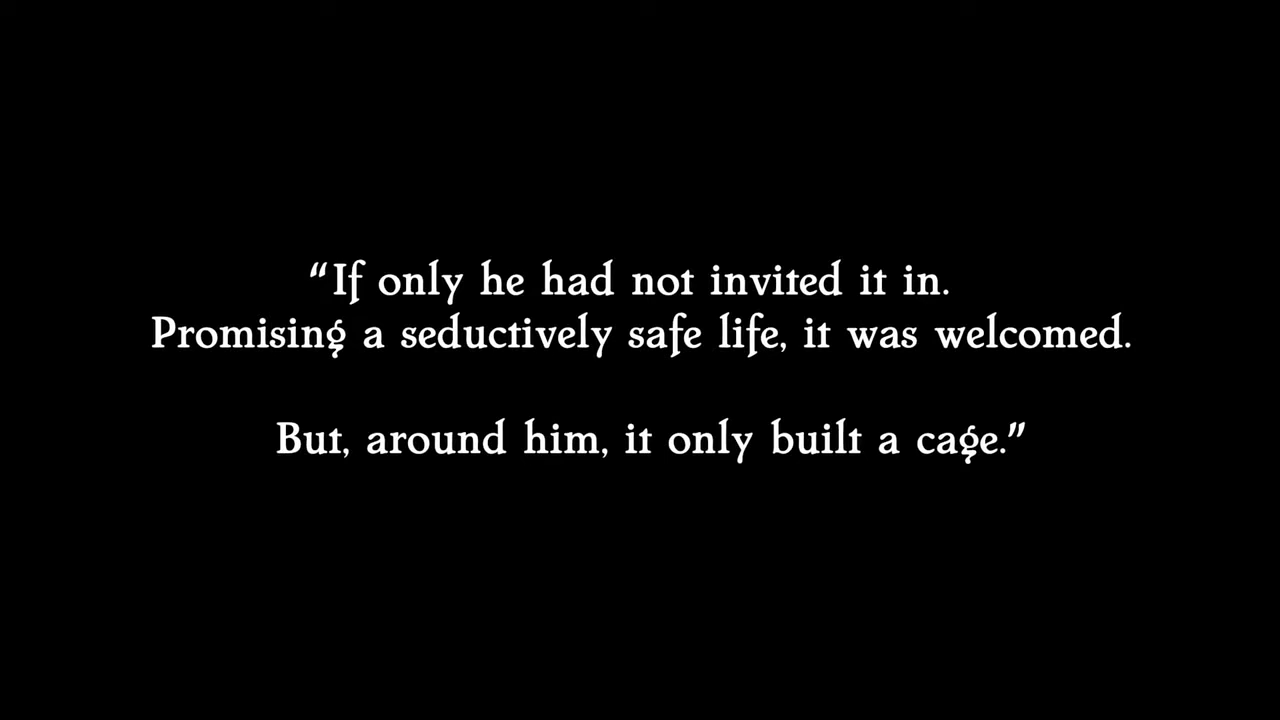 “If only he had not invited it in.
Promising a seductively safe life, it was welcomed.
But, around him, it only built a cage.”